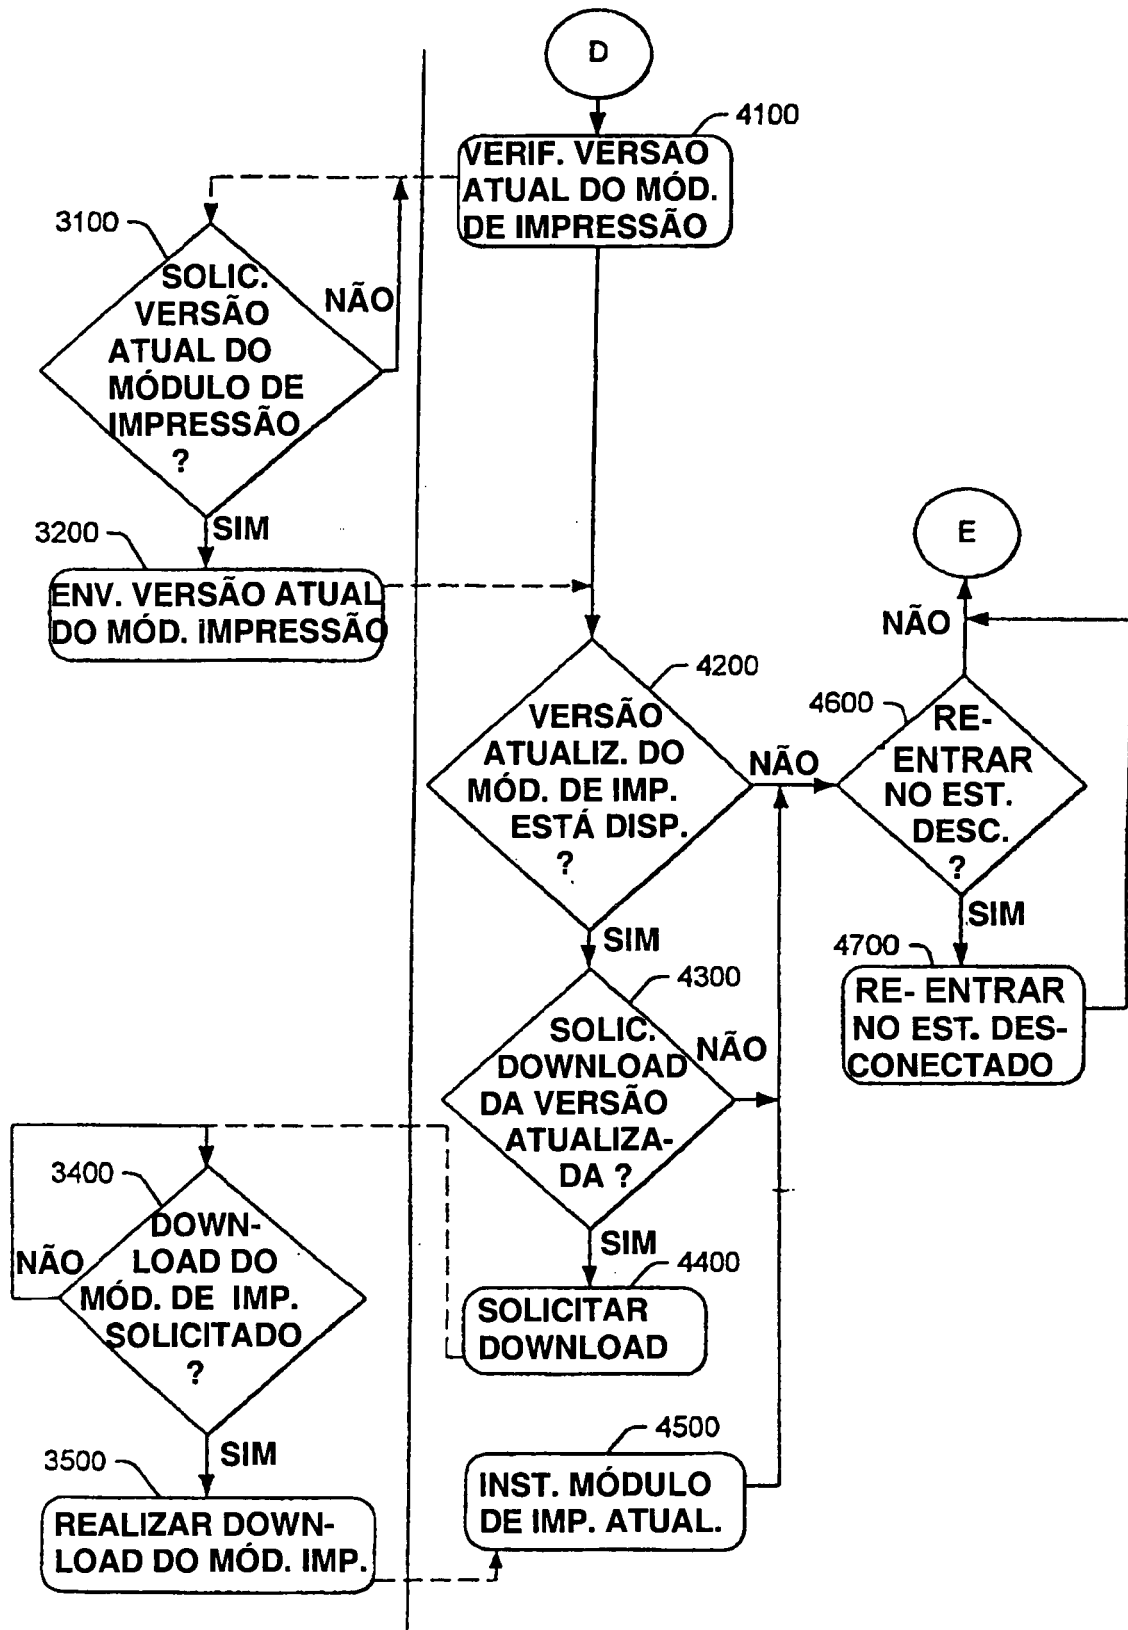 D
4100
VERIF. VERSAO
ATUAL DO MÓD.
DE IMPRESSÃO
3100
SOLIC.
VERSÃO
ATUAL DO
MÓDULO DE
IMPRESSÃO
?
NÃO
SIM
3200
ENV. VERSÃO ATUAL
DO MÓD. IMPRESSÃO
E
NÃO
4200
VERSÃO
ATUALIZ. DO
MÓD. DE IMP.
ESTÁ DISP.
?
NÃO
4600
RE-
ENTRAR
NO EST.
DESC.
?
SIM
SIM
4700
RE- ENTRAR
NO EST. DES-
CONECTADO
4300
SOLIC.
DOWNLOAD
DA VERSÃO
ATUALIZA-
DA ?
NÃO
SIM
3400
DOWN-
LOAD DO
MÓD. DE IMP.
SOLICITADO
?
NÃO
4400
SOLICITAR
DOWNLOAD
SIM
3500
REALIZAR DOWN-
LOAD DO MÓD. IMP.
4500
INST. MÓDULO
DE IMP. ATUAL.